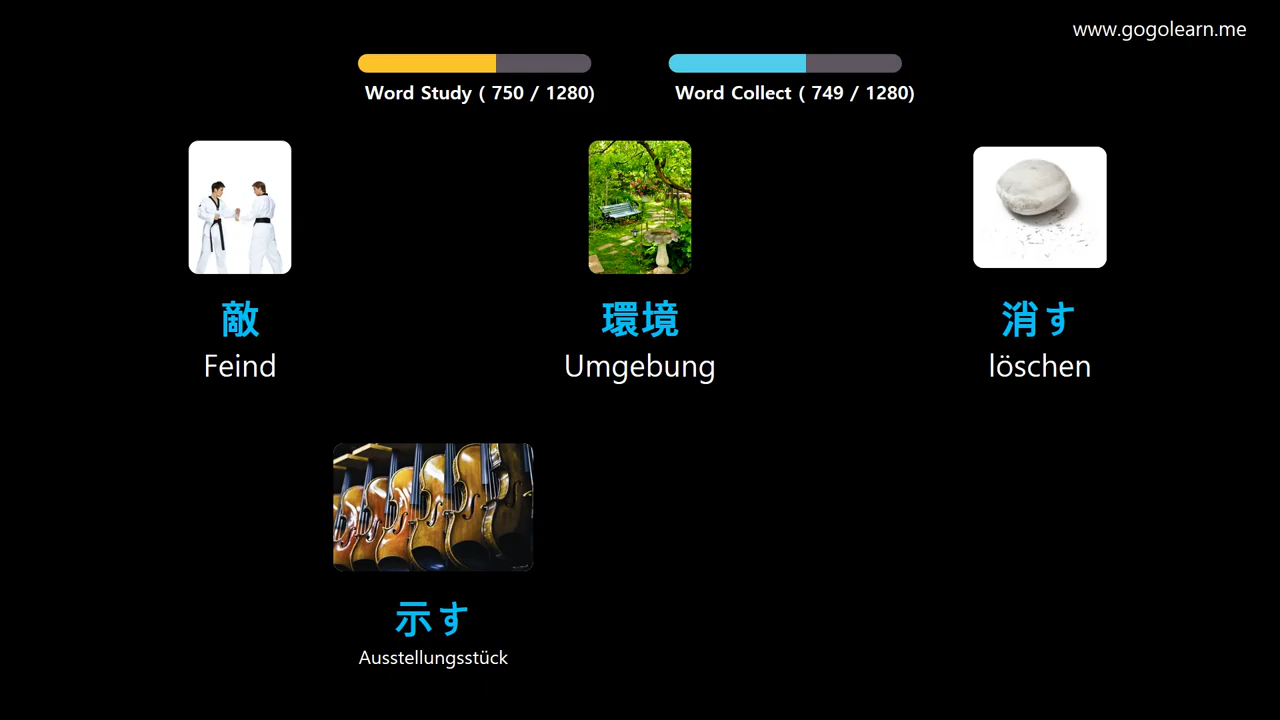 www.gogolearn.me
Word Study ( 750 / 1280)
Word Collect ( 749 / 1280)
敵
Feind
環境
Umgebung
消す
löschen
示す
Ausstellungsstück